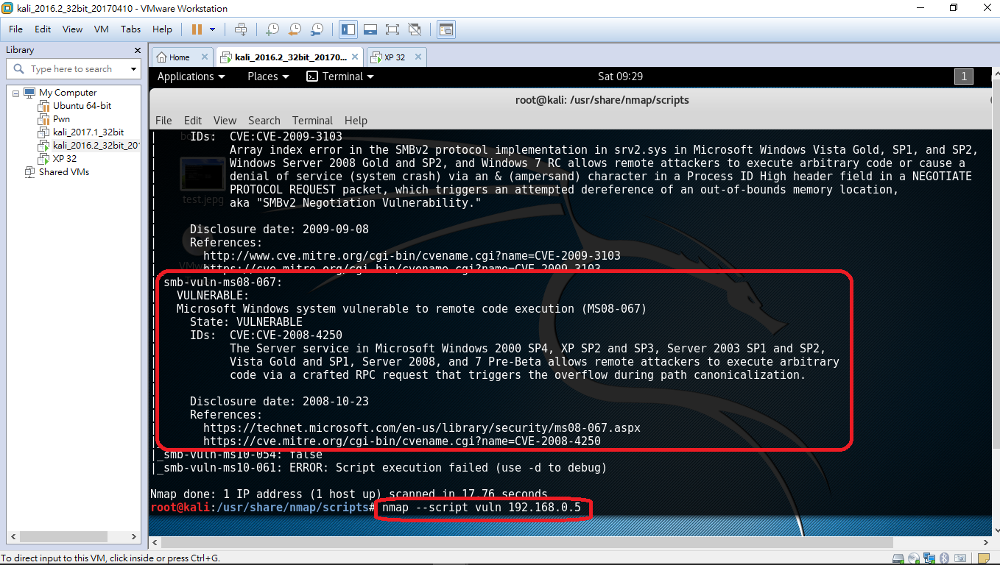 kali_2016.2_32bit_20170410 - VMware Workstation
File Edit View VM Tabs Help
Library
Type here to search
My Computer
Ubuntu 64-bit
Pwn
kali_2017.1_32bit
kali_2016.2_32bit_201
XP 32
Shared VMs
Home kali_2016.2_32bit_20170... XP 32
Applications Places Terminal Sat 09:29 1
root@kali: /usr/share/nmap/scripts
File Edit View Search Terminal Help
| IDs: CVE:CVE-2009-3103
| Array index error in the SMBv2 protocol implementation in srv2.sys in Microsoft Windows Vista Gold, SP1, and SP2,
| Windows Server 2008 Gold and SP2, and Windows 7 RC allows remote attackers to execute arbitrary code or cause a
| denial of service (system crash) via an & (ampersand) character in a Process ID High header field in a NEGOTIATE
| PROTOCOL REQUEST packet, which triggers an attempted dereference of an out-of-bounds memory location,
| aka "SMBv2 Negotiation Vulnerability."
|
| Disclosure date: 2009-09-08
| References:
| http://www.cve.mitre.org/cgi-bin/cvename.cgi?name=CVE-2009-3103
| https://cve.mitre.org/cgi-bin/cvename.cgi?name=CVE-2009-3103
| smb-vuln-ms08-067:
| VULNERABLE:
| Microsoft Windows system vulnerable to remote code execution (MS08-067)
| State: VULNERABLE
| IDs: CVE:CVE-2008-4250
| The Server service in Microsoft Windows 2000 SP4, XP SP2 and SP3, Server 2003 SP1 and SP2,
| Vista Gold and SP1, Server 2008, and 7 Pre-Beta allows remote attackers to execute arbitrary
| code via a crafted RPC request that triggers the overflow during path canonicalization.
|
| Disclosure date: 2008-10-23
| References:
| https://technet.microsoft.com/en-us/library/security/ms08-067.aspx
| https://cve.mitre.org/cgi-bin/cvename.cgi?name=CVE-2008-4250
|_smb-vuln-ms10-054: false
|_smb-vuln-ms10-061: ERROR: Script execution failed (use -d to debug)
Nmap done: 1 IP address (1 host up) scanned in 17.76 seconds
root@kali:/usr/share/nmap/scripts# nmap --script vuln 192.168.0.5
test.jepg
To direct input to this VM, click inside or press Ctrl+G.